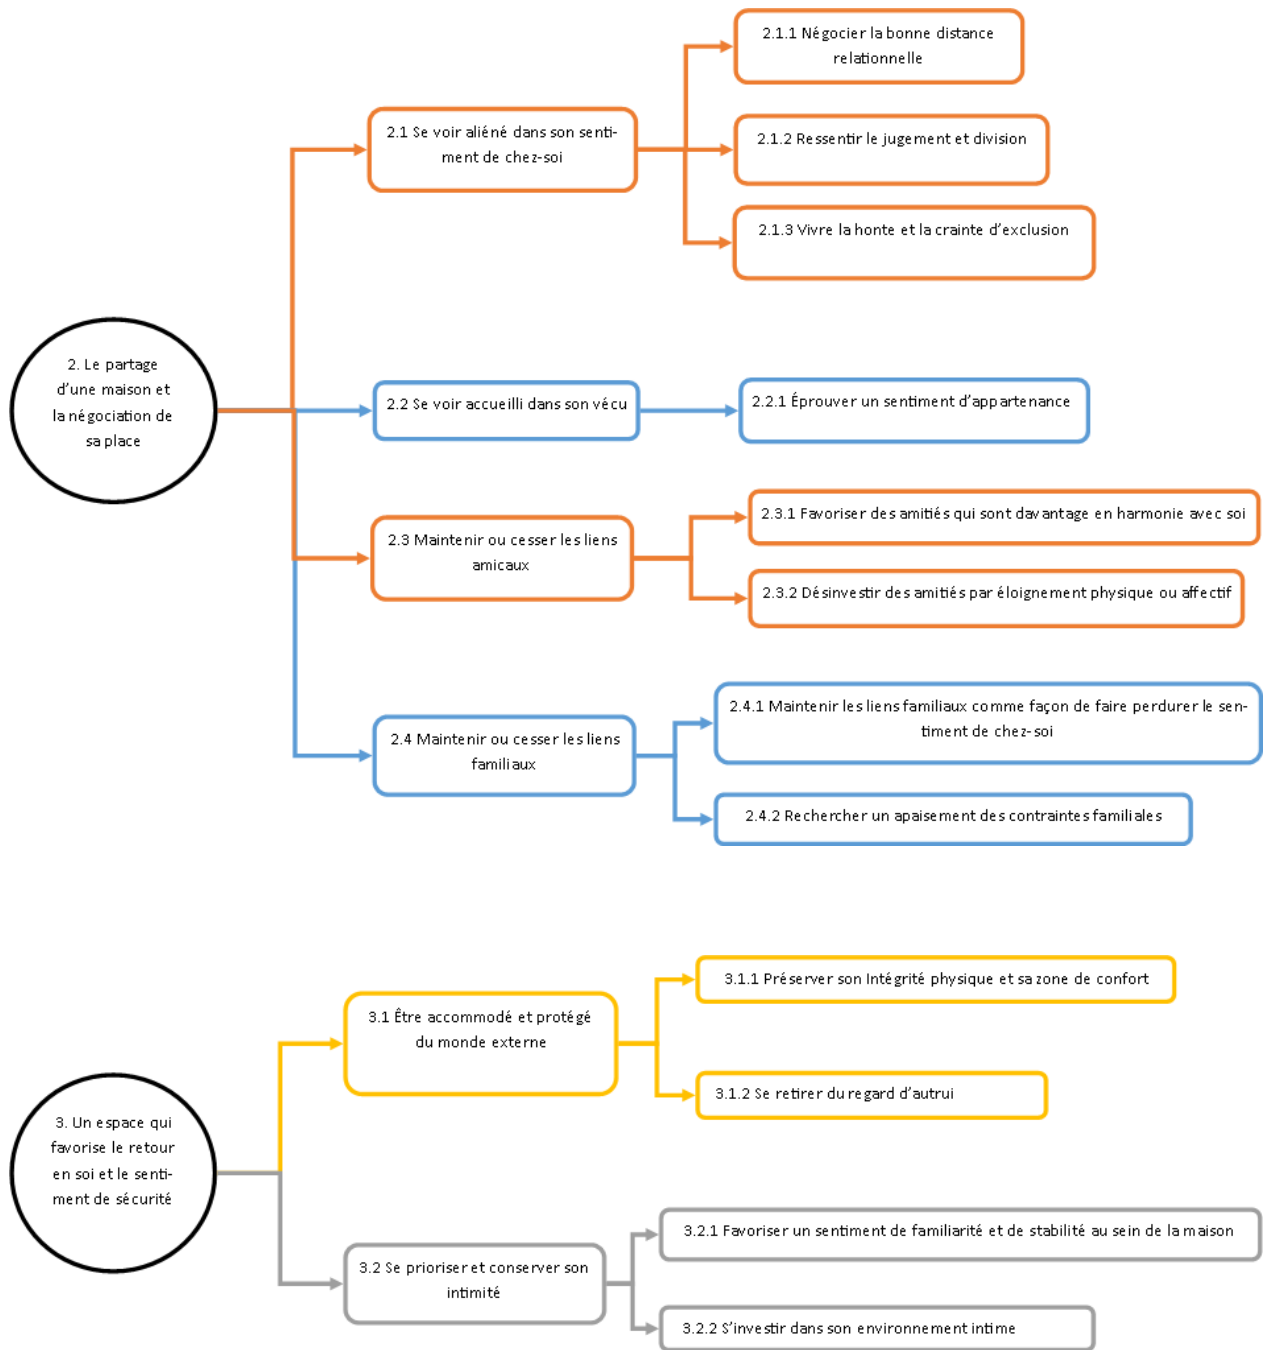 2. Le partage
d'une maison et
la négociation de
sa place
2.1 Se voir aliéné dans son senti-
ment de chez-soi
2.1.1 Négocier la bonne distance
relationnelle
2.1.2 Ressentir le jugement et division
2.1.3 Vivre la honte et la crainte d'exclusion
2.2 Se voir accueilli dans son vécu
2.2.1 Éprouver un sentiment d'appartenance
2.3 Maintenir ou cesser les liens
amicaux
2.3.1 Favoriser des amitiés qui sont davantage en harmonie avec soi
2.3.2 Désinvestir des amitiés par éloignement physique ou affectif
2.4 Maintenir ou cesser les liens
familiaux
2.4.1 Maintenir les liens familiaux comme façon de faire perdurer le sen-
timent de chez-soi
2.4.2 Rechercher un apaisement des contraintes familiales
3. Un espace qui
favorise le retour
en soi et le senti-
ment de sécurité
3.1 Être accommodé et protégé
du monde externe
3.1.1 Préserver son Intégrité physique et sa zone de confort
3.1.2 Se retirer du regard d'autrui
3.2 Se prioriser et conserver son
intimité
3.2.1 Favoriser un sentiment de familiarité et de stabilité au sein de la maison
3.2.2 S'investir dans son environnement intime